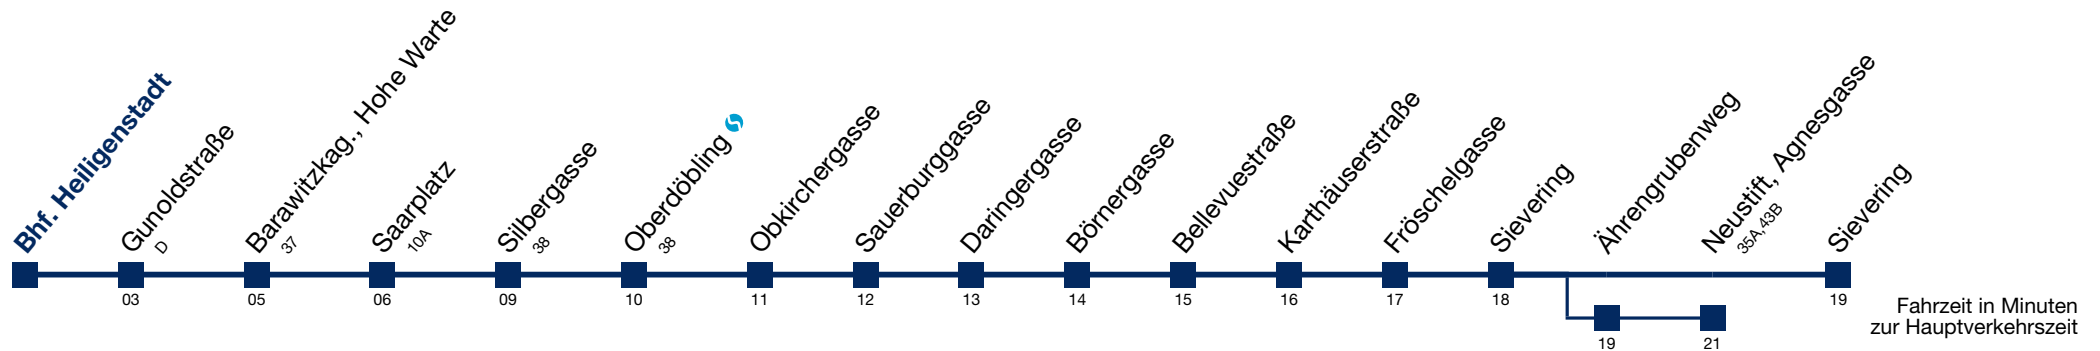 Bhf. Heiligenstadt
Gunoldstraße
D
Barawitzkag., Hohe Warte
37
Saarplatz
10A
Silbergasse
38
Oberdöbling
38
Obkirchergasse
Sauerburggasse
Daringergasse
Börnergasse
Bellevuestraße
Karthäuserstraße
Fröschelgasse
Sievering
Ährengrubenweg
Neustift, Agnesgasse
35A,43B
Sievering
03
05
06
09
10
11
12
13
14
15
16
17
18
19
19
21
Fahrzeit in Minuten
zur Hauptverkehrszeit